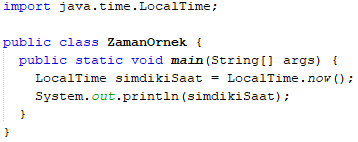 import java.time.LocalTime;
public class ZamanOrnek {
public static void main(String[] args) {
LocalTime simdikiSaat = LocalTime.now();
System.out.println(simdikiSaat);
}
}